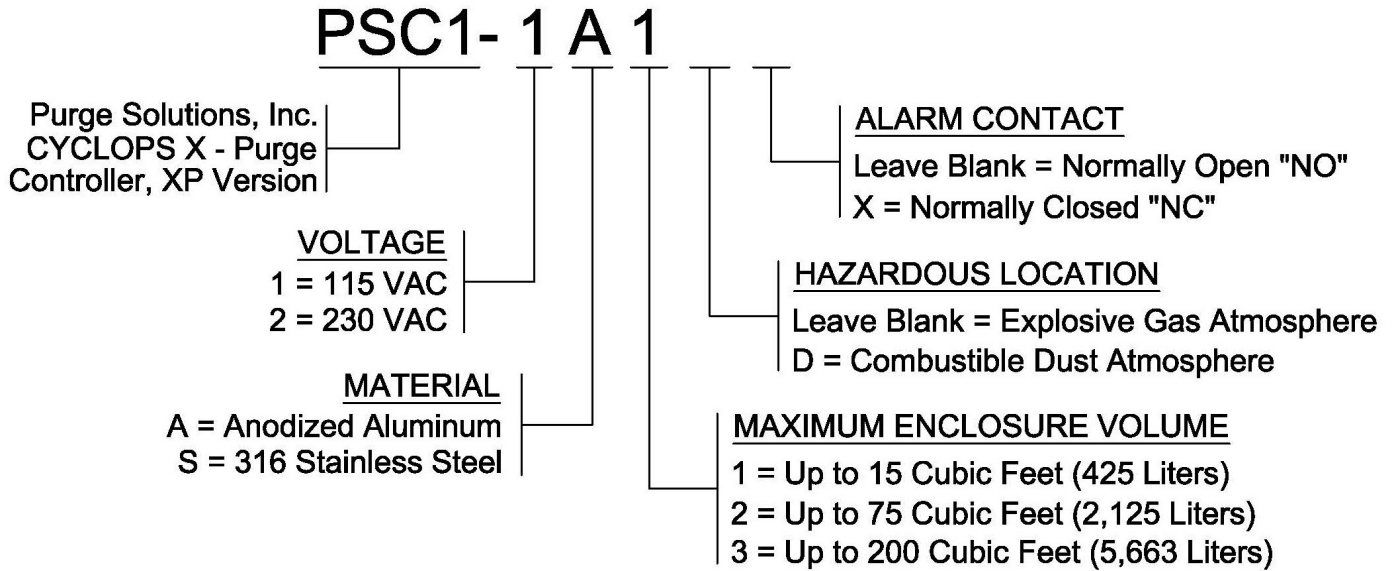 PSC1- 1 A 1
Purge Solutions, Inc.
CYCLOPS X - Purge
Controller, XP Version
VOLTAGE
1 = 115 VAC
2 = 230 VAC
MATERIAL
A = Anodized Aluminum
S = 316 Stainless Steel
ALARM CONTACT
Leave Blank = Normally Open "NO"
X = Normally Closed "NC"
HAZARDOUS LOCATION
Leave Blank = Explosive Gas Atmosphere
D = Combustible Dust Atmosphere
MAXIMUM ENCLOSURE VOLUME
1 = Up to 15 Cubic Feet (425 Liters)
2 = Up to 75 Cubic Feet (2,125 Liters)
3 = Up to 200 Cubic Feet (5,663 Liters)